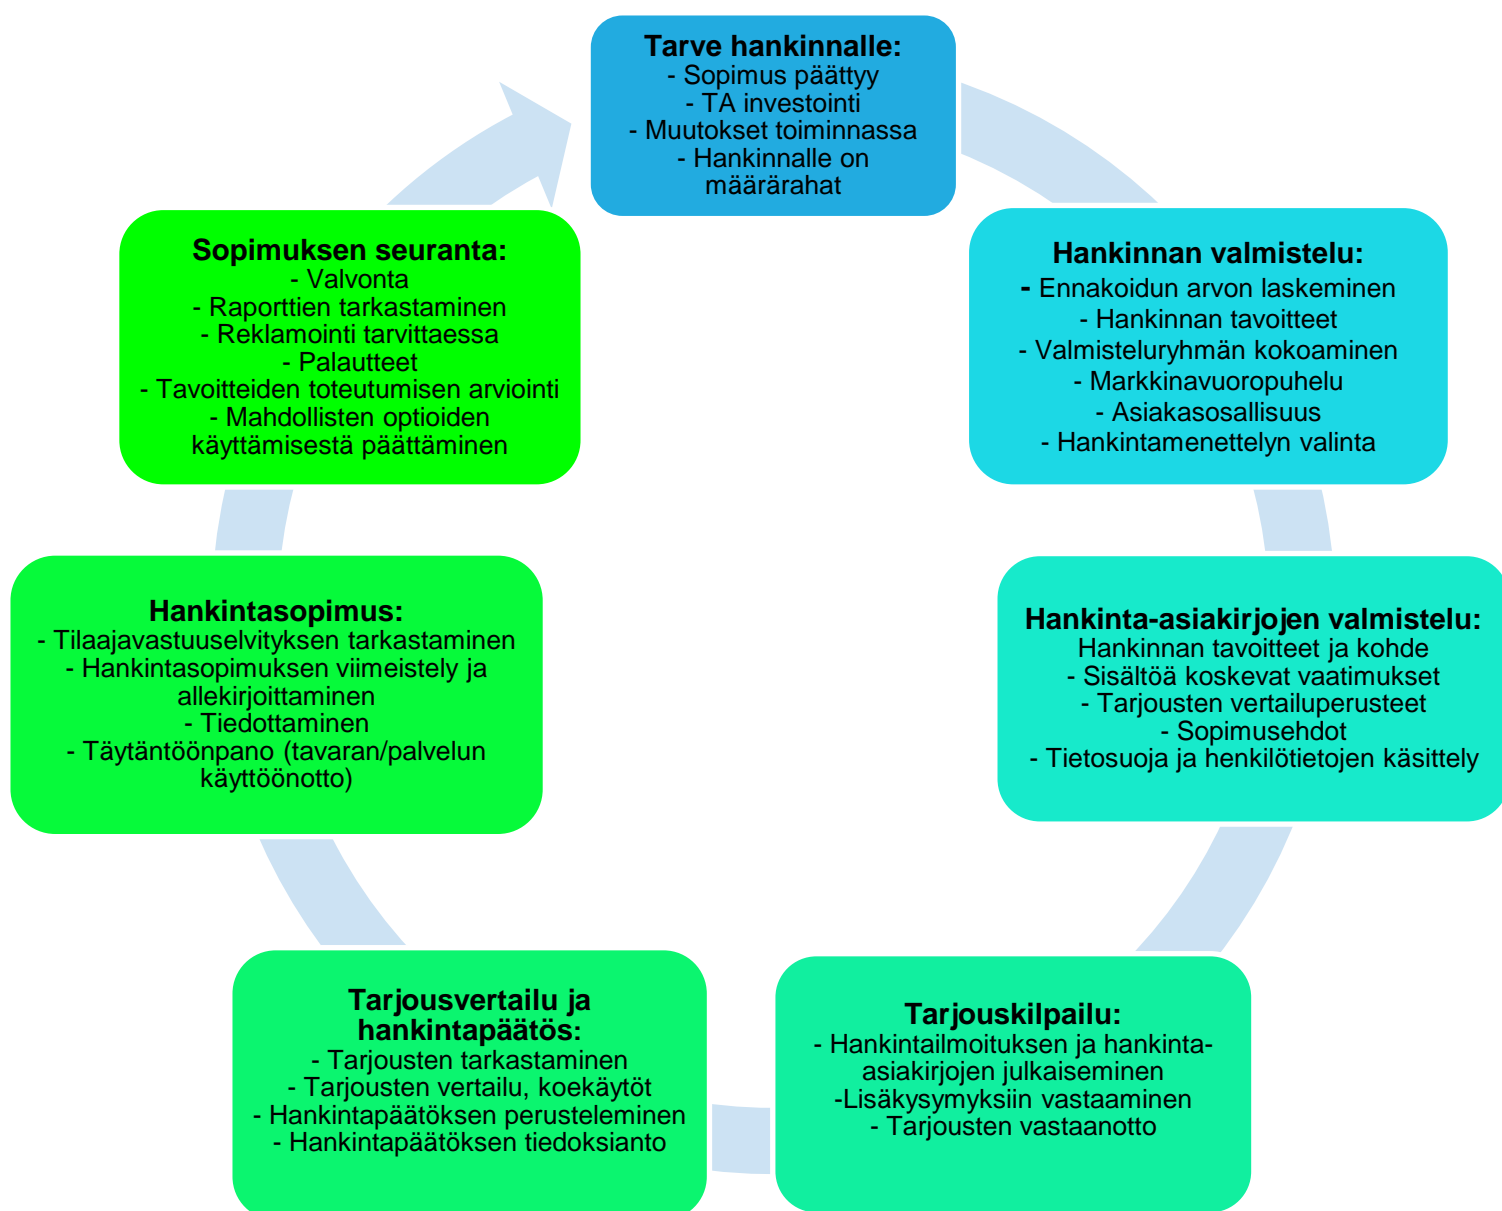 Tarve hankinnalle:
- Sopimus päättyy
- TA investointi
- Muutokset toiminnassa
- Hankinnalle on
määrärahat
Hankinnan valmistelu:
- Ennakoidun arvon laskeminen
- Hankinnan tavoitteet
- Valmisteluryhmän kokoaminen
- Markkinavuoropuhelu
- Asiakasosallisuus
- Hankintamenettelyn valinta
Hankinta-asiakirjojen valmistelu:
Hankinnan tavoitteet ja kohde
- Sisältöä koskevat vaatimukset
- Tarjousten vertailuperusteet
- Sopimusehdot
- Tietosuoja ja henkilötietojen käsittely
Tarjouskilpailu:
- Hankintailmoituksen ja hankinta-
asiakirjojen julkaiseminen
-Lisäkysymyksiin vastaaminen
- Tarjousten vastaanotto
Tarjousvertailu ja
hankintapäätös:
- Tarjousten tarkastaminen
- Tarjousten vertailu, koekäytöt
- Hankintapäätöksen perusteleminen
- Hankintapäätöksen tiedoksianto
Hankintasopimus:
- Tilaajavastuuselvityksen tarkastaminen
- Hankintasopimuksen viimeistely ja
allekirjoittaminen
- Tiedottaminen
- Täytäntöönpano (tavaran/palvelun
käyttöönotto)
Sopimuksen seuranta:
- Valvonta
- Raporttien tarkastaminen
- Reklamointi tarvittaessa
- Palautteet
- Tavoitteiden toteutumisen arviointi
- Mahdollisten optioiden
käyttämisestä päättäminen